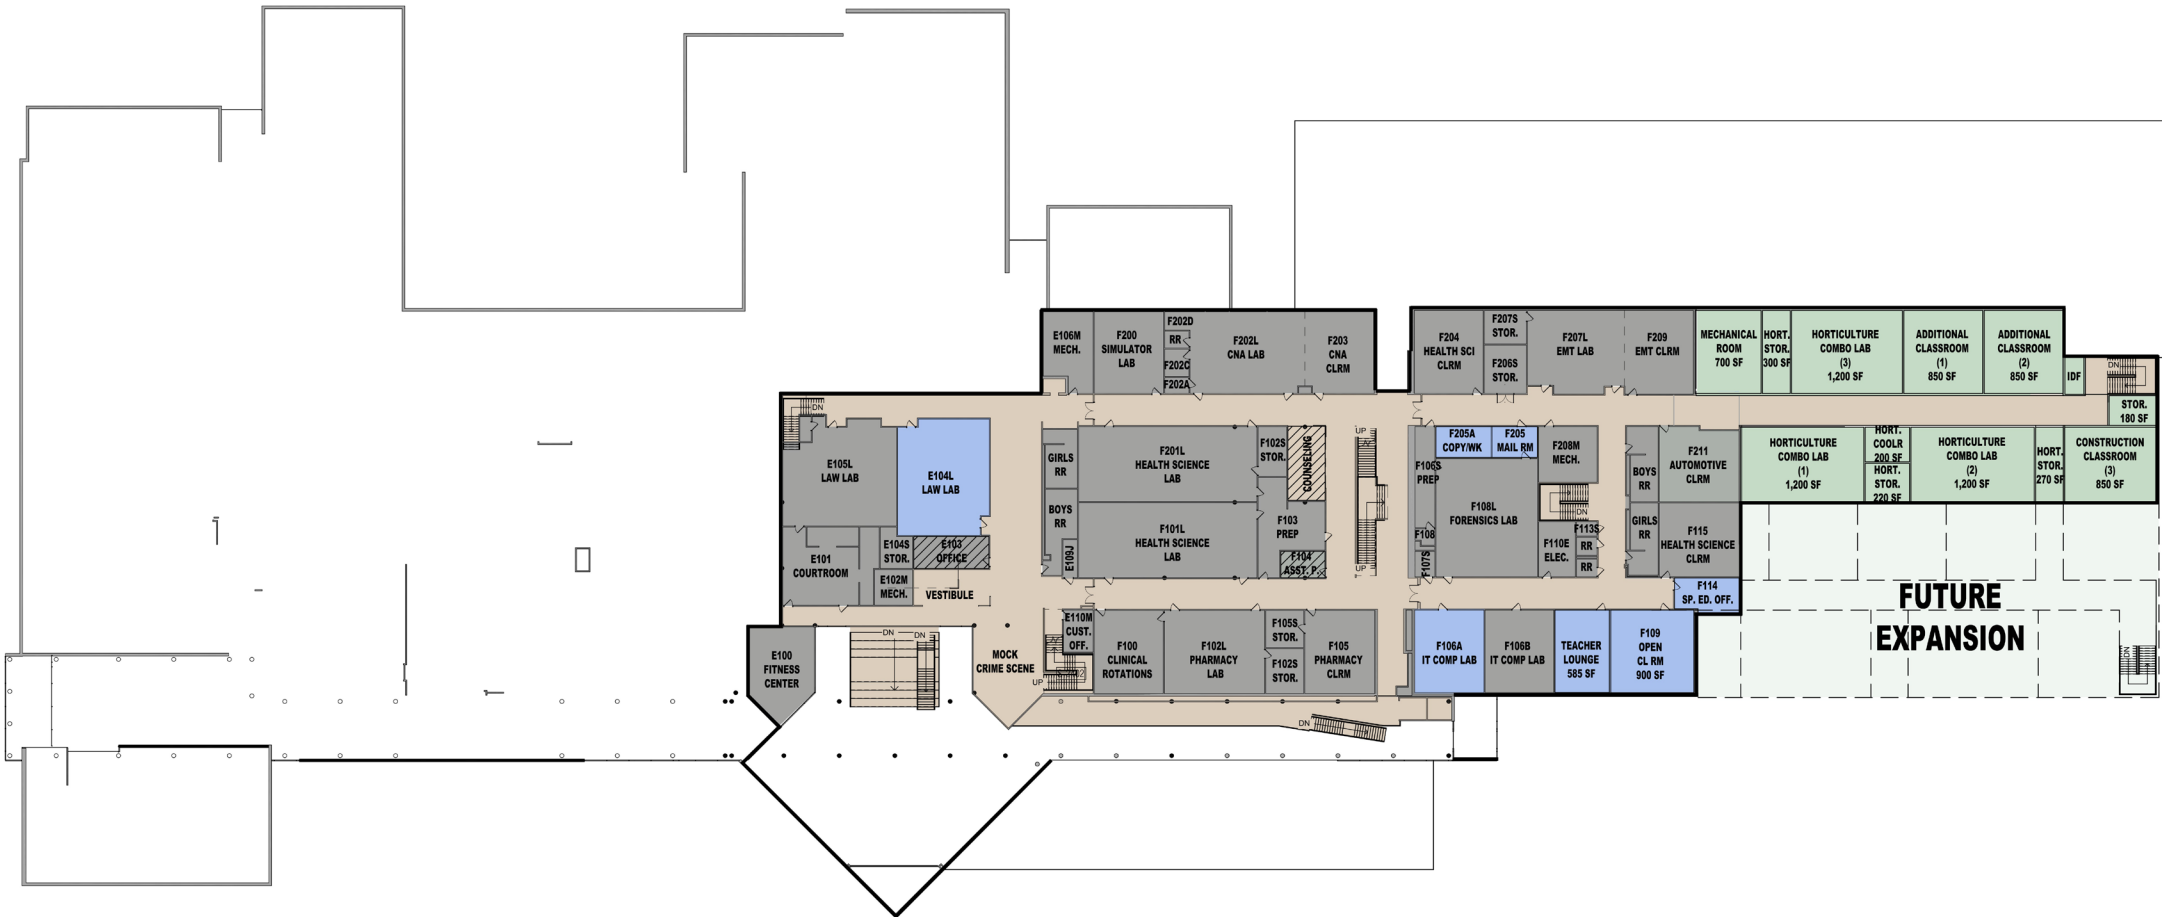 E106M
MECH.
F200
SIMULATOR
LAB
F202D
RR
F202C
F202A
F202L
CNA LAB
F203
CNA
CLRM
F204
HEALTH SCI
CLRM
F207S
STOR.
F206S
STOR.
F207L
EMT LAB
F209
EMT CLRM
MECHANICAL
ROOM
700 SF
HORT.
STOR.
300 SF
HORTICULTURE
COMBO LAB
(3)
1,200 SF
ADDITIONAL
CLASSROOM
(1)
850 SF
ADDITIONAL
CLASSROOM
(2)
850 SF
IDF
DN
STOR.
180 SF
DN
E105L
LAW LAB
E104L
LAW LAB
GIRLS
RR
BOYS
RR
E109J
F201L
HEALTH SCIENCE
LAB
F101L
HEALTH SCIENCE
LAB
F102S
STOR.
COUNSELING
F103
PREP
F104
ASST. P.
UP
UP
F205A
COPY/WK
F205
MAIL RM
F106S
PREP
F108
F107S
F108L
FORENSICS LAB
F208M
MECH.
DN
F110E
ELEC.
F113S
RR
RR
BOYS
RR
GIRLS
RR
F211
AUTOMOTIVE
CLRM
F115
HEALTH SCIENCE
CLRM
F114
SP. ED. OFF.
HORTICULTURE
COMBO LAB
(1)
1,200 SF
HORT.
COOLR
200 SF
HORT.
STOR.
220 SF
HORTICULTURE
COMBO LAB
(2)
1,200 SF
HORT.
STOR.
270 SF
CONSTRUCTION
CLASSROOM
(3)
850 SF
E101
COURTROOM
E104S
STOR.
E103
OFFICE
E102M
MECH.
VESTIBULE
E100
FITNESS
CENTER
DN
DN
MOCK
CRIME SCENE
E110M
CUST.
OFF.
UP
F100
CLINICAL
ROTATIONS
F102L
PHARMACY
LAB
F105S
STOR.
F102S
STOR.
F105
PHARMACY
CLRM
DN
F106A
IT COMP LAB
F106B
IT COMP LAB
TEACHER
LOUNGE
585 SF
F109
OPEN
CL RM
900 SF
FUTURE
EXPANSION
DN